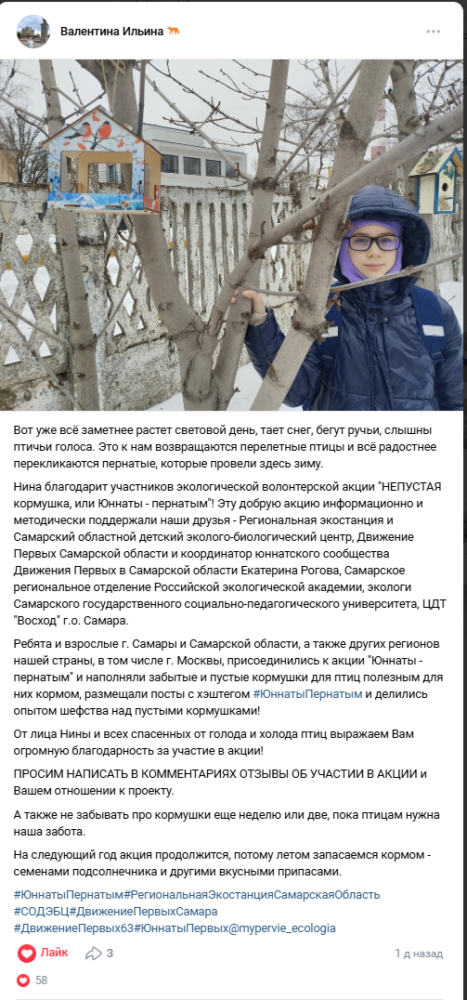 Валентина Ильина
Вот уже всё заметнее растет световой день, тает снег, бегут ручьи, слышны
птичьи голоса. Это к нам возвращаются перелетные птицы и всё радостнее
перекликаются пернатые, которые провели здесь зиму.
Нина благодарит участников экологической волонтерской акции "НЕПУСТАЯ
кормушка, или Юннаты - пернатым"! Эту добрую акцию информационно и
методически поддержали наши друзья - Региональная экостанция и
Самарский областной детский эколого-биологический центр, Движение
Первых Самарской области и координатор юннатского сообщества
Движения Первых в Самарской области Екатерина Рогова, Самарское
региональное отделение Российской экологической академии, экологи
Самарского государственного социально-педагогического университета, ЦДТ
"Восход" г.о. Самара.
Ребята и взрослые г. Самары и Самарской области, а также других регионов
нашей страны, в том числе г. Москвы, присоединились к акции "Юннаты -
пернатым" и наполняли забытые и пустые кормушки для птиц полезным для
них кормом, размещали посты с хэштегом #ЮннатыПернатым и делились
опытом шефства над пустыми кормушками!
От лица Нины и всех спасенных от голода и холода птиц выражаем Вам
огромную благодарность за участие в акции!
ПРОСИМ НАПИСАТЬ В КОММЕНТАРИЯХ ОТЗЫВЫ ОБ УЧАСТИИ В АКЦИИ и
Вашем отношении к проекту.
А также не забывать про кормушки еще неделю или две, пока птицам нужна
наша забота.
На следующий год акция продолжится, потому летом запасаемся кормом -
семенами подсолнечника и другими вкусными припасами.
#ЮннатыПернатым#РегиональнаяЭкостанцияСамарскаяОбласть
#СОДЭБЦ#ДвижениеПервыхСамара
#ДвижениеПервых63#ЮннатыПервых@mypervie_ecologia
Лайк 3 1 д назад
58